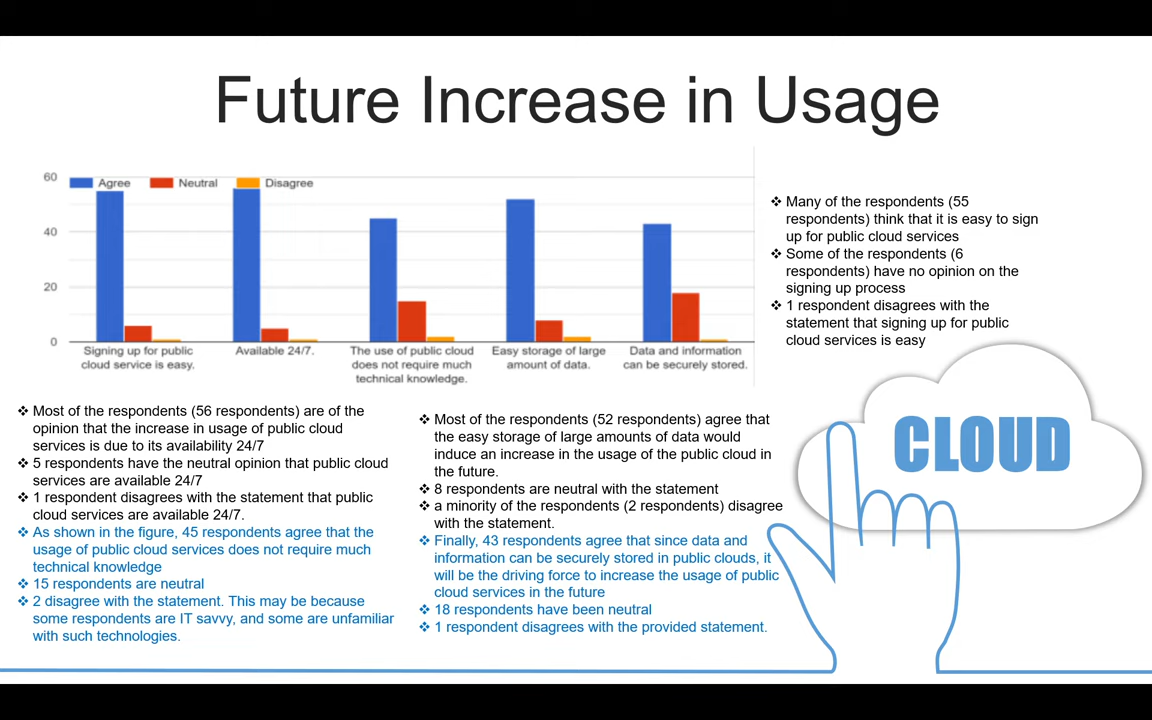 Future Increase in Usage
60
40
20
0
Agree
Neutral
Disagree
Signing up for public
cloud service is easy.
Available 24/7.
The use of public cloud
does not require much
technical knowledge.
Easy storage of large
amount of data.
Data and information
can be securely stored.
❖ Many of the respondents (55
respondents) think that it is easy to sign
up for public cloud services
❖ Some of the respondents (6
respondents) have no opinion on the
signing up process
❖ 1 respondent disagrees with the
statement that signing up for public
cloud services is easy
❖ Most of the respondents (56 respondents) are of the
opinion that the increase in usage of public cloud
services is due to its availability 24/7
❖ 5 respondents have the neutral opinion that public cloud
services are available 24/7
❖ 1 respondent disagrees with the statement that public
cloud services are available 24/7.
❖ As shown in the figure, 45 respondents agree that the
usage of public cloud services does not require much
technical knowledge
❖ 15 respondents are neutral
❖ 2 disagree with the statement. This may be because
some respondents are IT savvy, and some are unfamiliar
with such technologies.
❖ Most of the respondents (52 respondents) agree that
the easy storage of large amounts of data would
induce an increase in the usage of the public cloud in
the future.
❖ 8 respondents are neutral with the statement
❖ a minority of the respondents (2 respondents) disagree
with the statement.
❖ Finally, 43 respondents agree that since data and
information can be securely stored in public clouds, it
will be the driving force to increase the usage of public
cloud services in the future
❖ 18 respondents have been neutral
❖ 1 respondent disagrees with the provided statement.
CLOUD